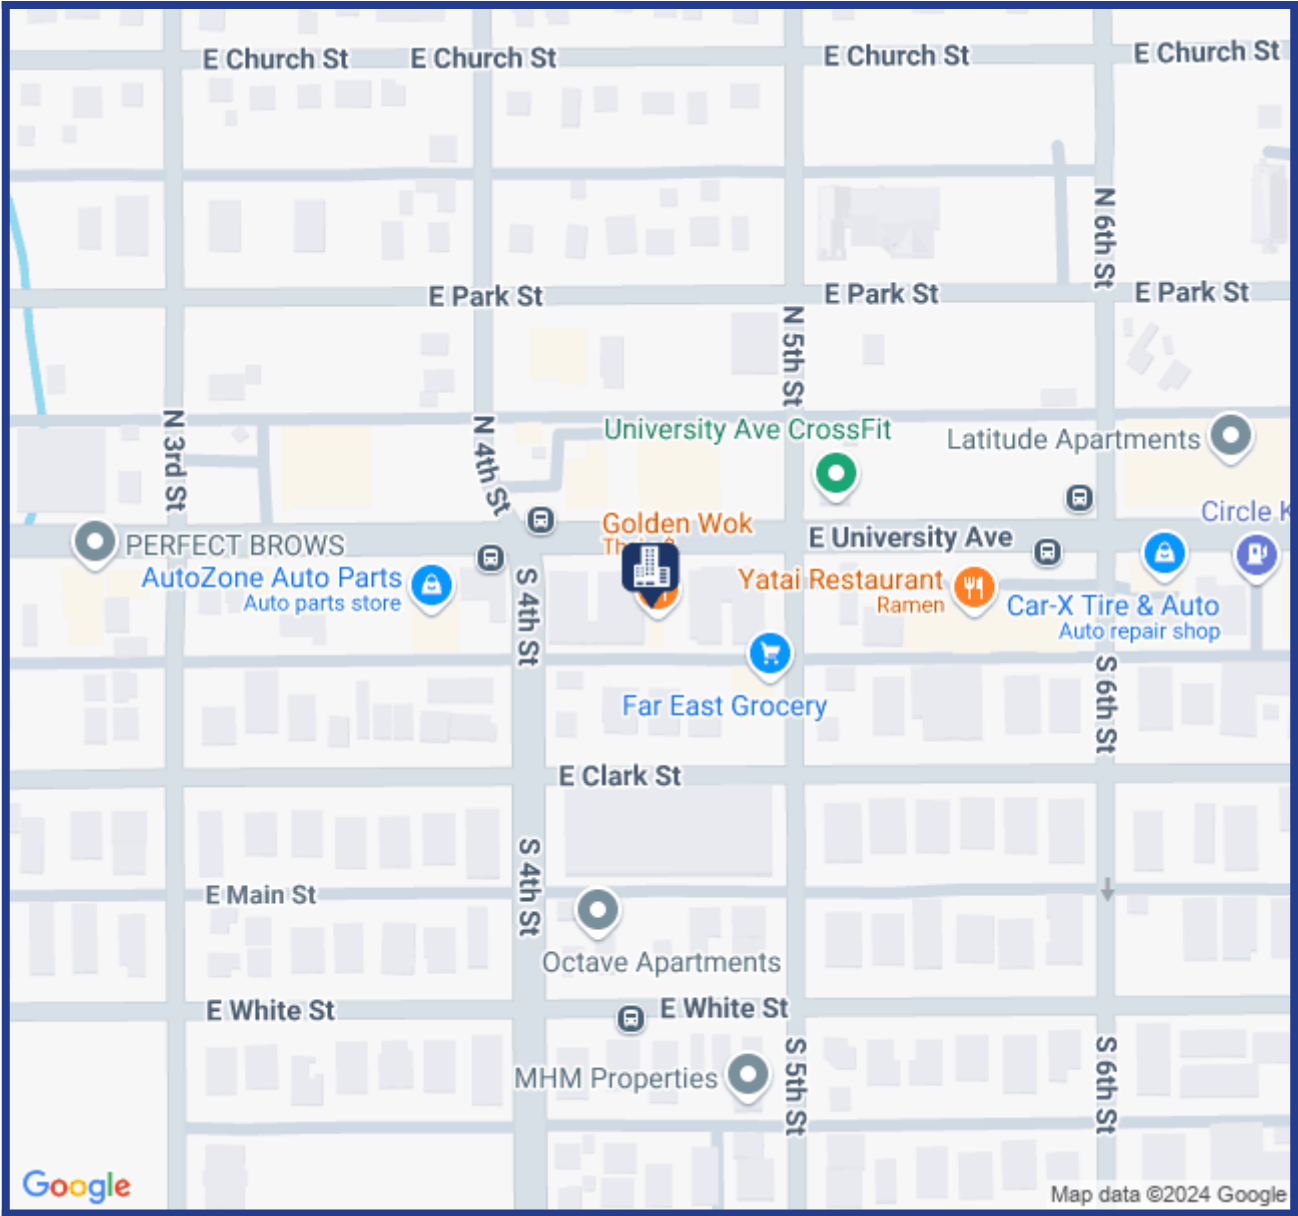 E Church St
E Church St
E Church St
E Church St
N 6th St
E Park St
E Park St
E Park St
N 5th St
N 3rd St
N 4th St
University Ave CrossFit
Latitude Apartments
Circle K
Golden Wok
E University Ave
PERFECT BROWS
AutoZone Auto Parts
Auto parts store
Yatai Restaurant
Ramen
Car-X Tire & Auto
Auto repair shop
S 4th St
S 6th St
Far East Grocery
E Clark St
S 4th St
E Main St
Octave Apartments
E White St
E White St
MHM Properties
S 5th St
S 6th St
Google
Map data ©2024 Google